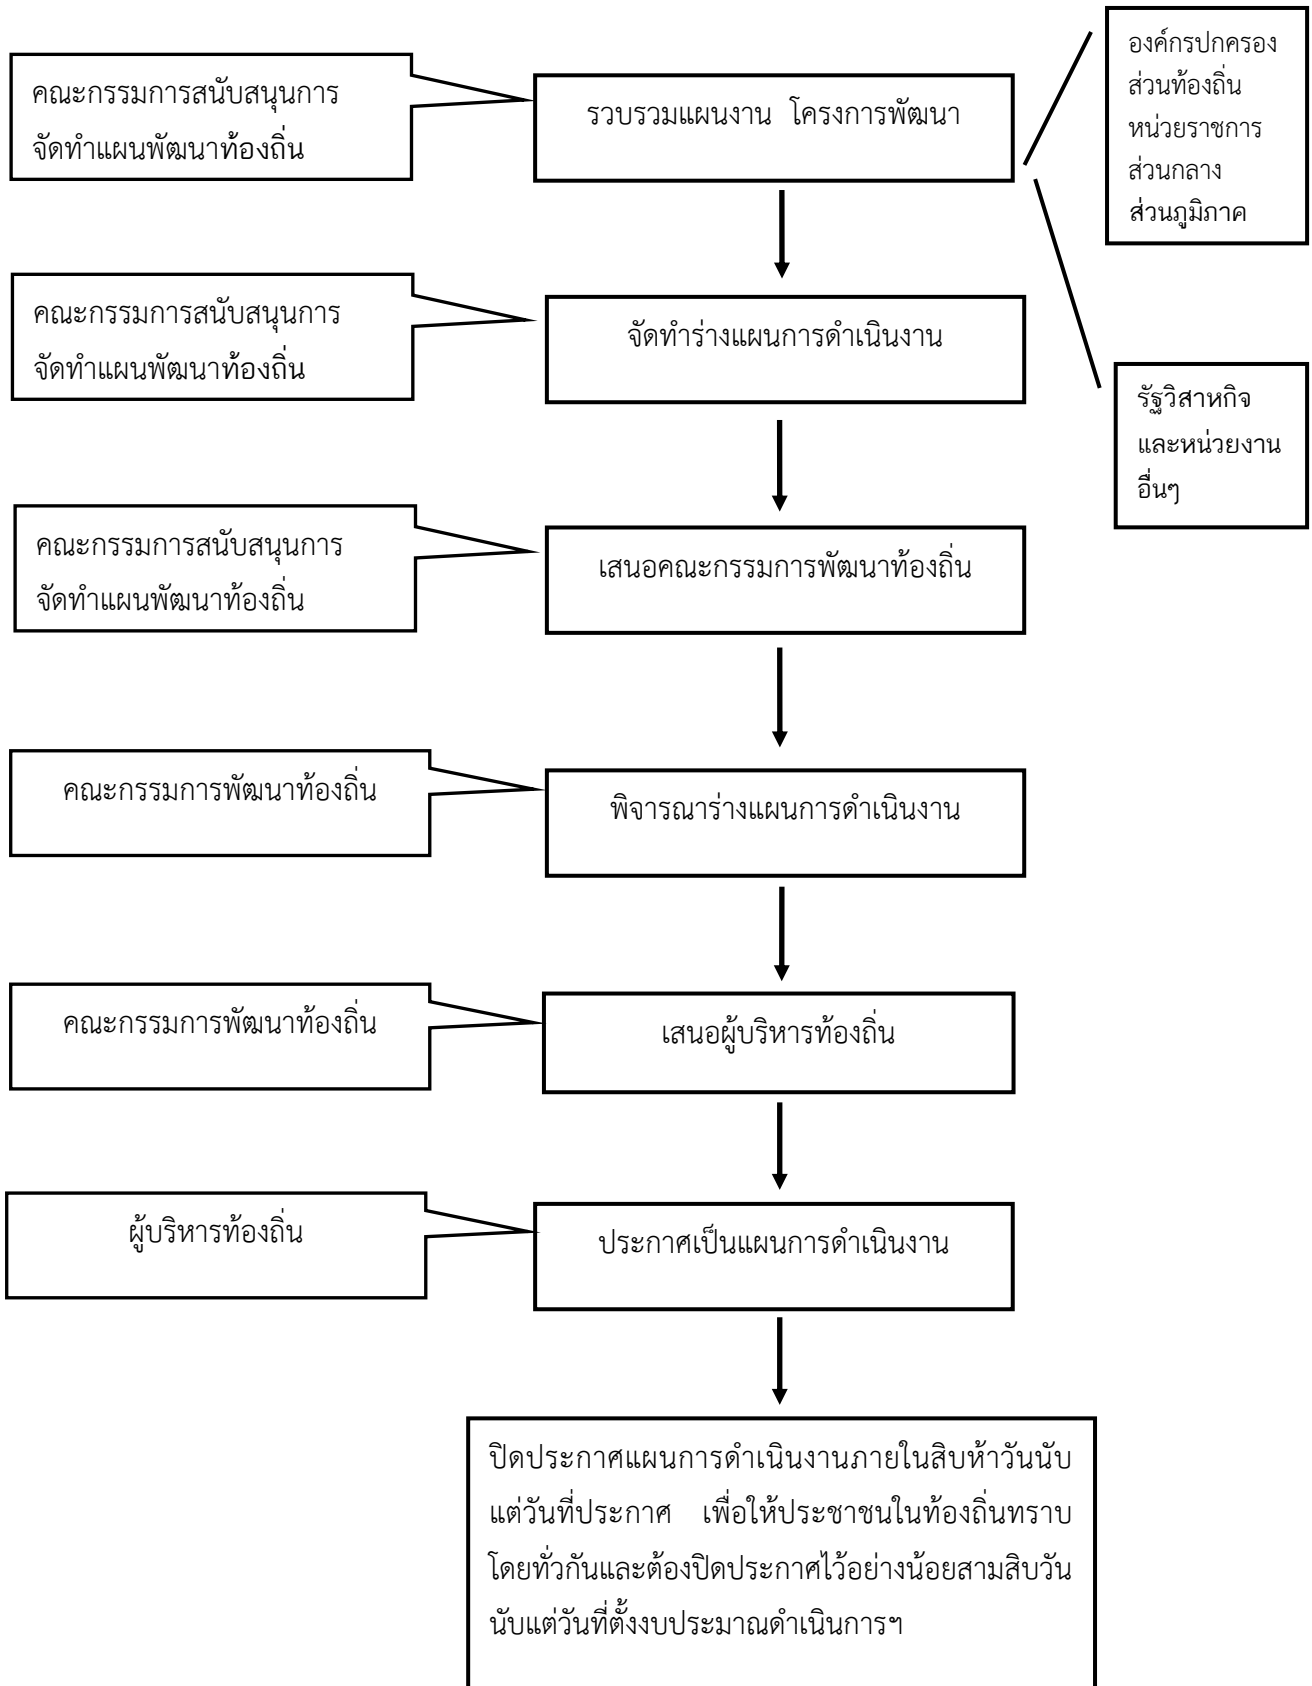 องค์กรปกครอง
ส่วนท้องถิ่น
หน่วยราชการ
ส่วนกลาง
ส่วนภูมิภาค
คณะกรรมการสนับสนุนการ
จัดทำแผนพัฒนาท้องถิ่น
รวบรวมแผนงาน โครงการพัฒนา
คณะกรรมการสนับสนุนการ
จัดทำแผนพัฒนาท้องถิ่น
จัดทำร่างแผนการดำเนินงาน
รัฐวิสาหกิจ
และหน่วยงาน
อื่นๆ
คณะกรรมการสนับสนุนการ
จัดทำแผนพัฒนาท้องถิ่น
เสนอคณะกรรมการพัฒนาท้องถิ่น
คณะกรรมการพัฒนาท้องถิ่น
พิจารณาร่างแผนการดำเนินงาน
คณะกรรมการพัฒนาท้องถิ่น
เสนอผู้บริหารท้องถิ่น
ผู้บริหารท้องถิ่น
ประกาศเป็นแผนการดำเนินงาน
ปิดประกาศแผนการดำเนินงานภายในสิบห้าวันนับ
แต่วันที่ประกาศ เพื่อให้ประชาชนในท้องถิ่นทราบ
โดยทั่วกันและต้องปิดประกาศไว้อย่างน้อยสามสิบวัน
นับแต่วันที่ตั้งงบประมาณดำเนินการฯ